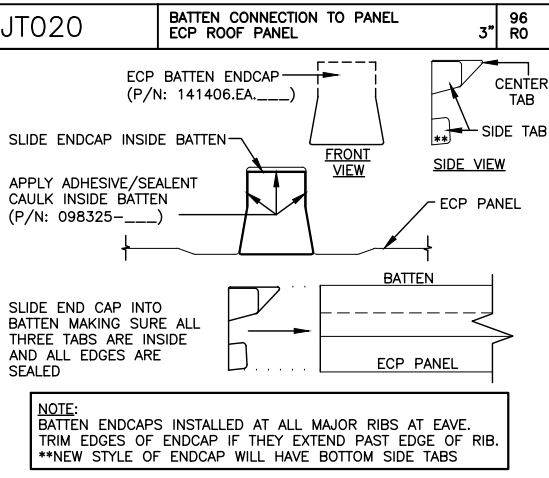 JT020
BATTEN CONNECTION TO PANEL
ECP ROOF PANEL
3"
96
R0
ECP BATTEN ENDCAP
(P/N: 141406.EA.___)
CENTER
TAB
SIDE TAB
**
SLIDE ENDCAP INSIDE BATTEN
FRONT
VIEW
SIDE VIEW
APPLY ADHESIVE/SEALENT
CAULK INSIDE BATTEN
(P/N: 098325-___)
ECP PANEL
BATTEN
SLIDE END CAP INTO
BATTEN MAKING SURE ALL
THREE TABS ARE INSIDE
AND ALL EDGES ARE
SEALED
ECP PANEL
NOTE:
BATTEN ENDCAPS INSTALLED AT ALL MAJOR RIBS AT EAVE.
TRIM EDGES OF ENDCAP IF THEY EXTEND PAST EDGE OF RIB.
**NEW STYLE OF ENDCAP WILL HAVE BOTTOM SIDE TABS